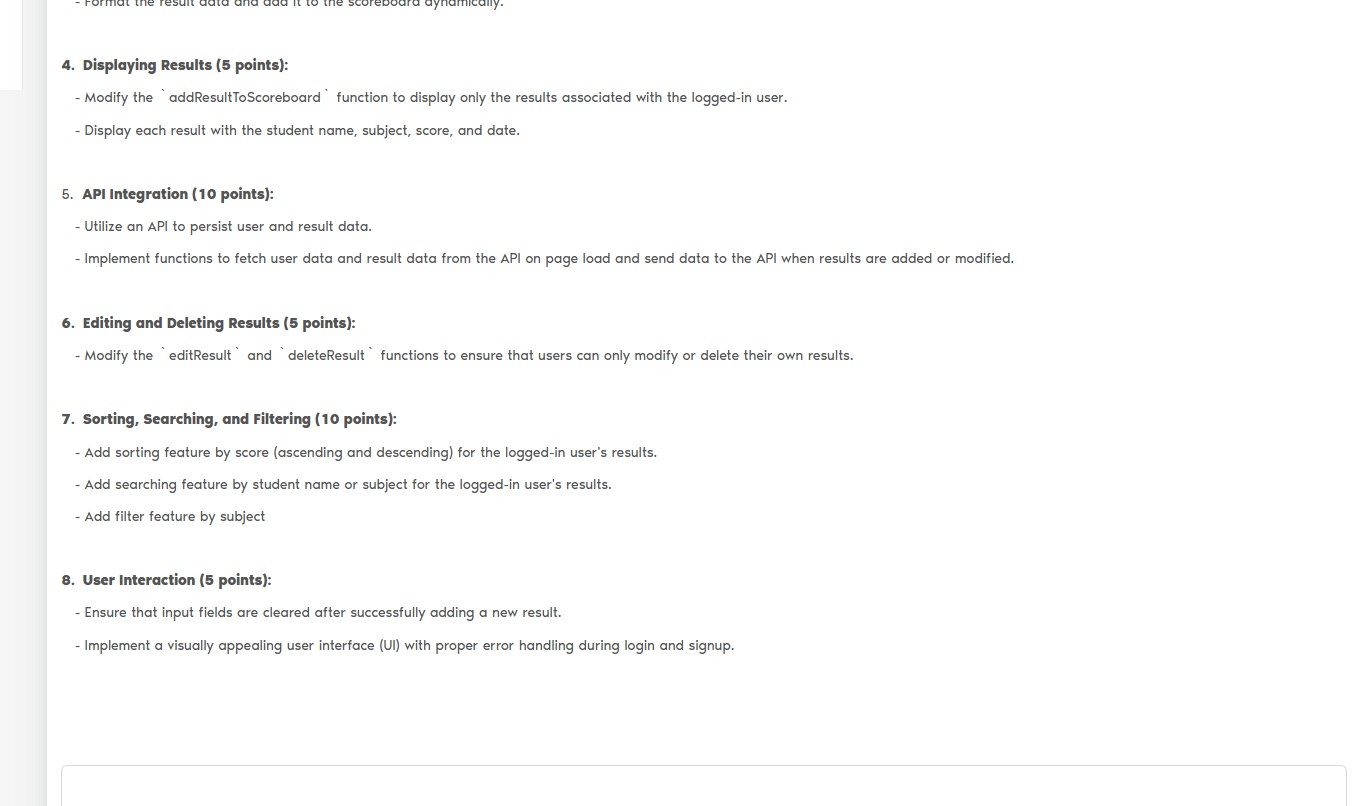 - Format the result data and add it to the scoreboard dynamically.
4. Displaying Results (5 points):
- Modify the `addResultToScoreboard` function to display only the results associated with the logged-in user.
- Display each result with the student name, subject, score, and date.
5. API Integration (10 points):
- Utilize an API to persist user and result data.
- Implement functions to fetch user data and result data from the API on page load and send data to the API when results are added or modified.
6. Editing and Deleting Results (5 points):
- Modify the `editResult` and `deleteResult` functions to ensure that users can only modify or delete their own results.
7. Sorting, Searching, and Filtering (10 points):
- Add sorting feature by score (ascending and descending) for the logged-in user's results.
- Add searching feature by student name or subject for the logged-in user's results.
- Add filter feature by subject
8. User Interaction (5 points):
- Ensure that input fields are cleared after successfully adding a new result.
- Implement a visually appealing user interface (UI) with proper error handling during login and signup.